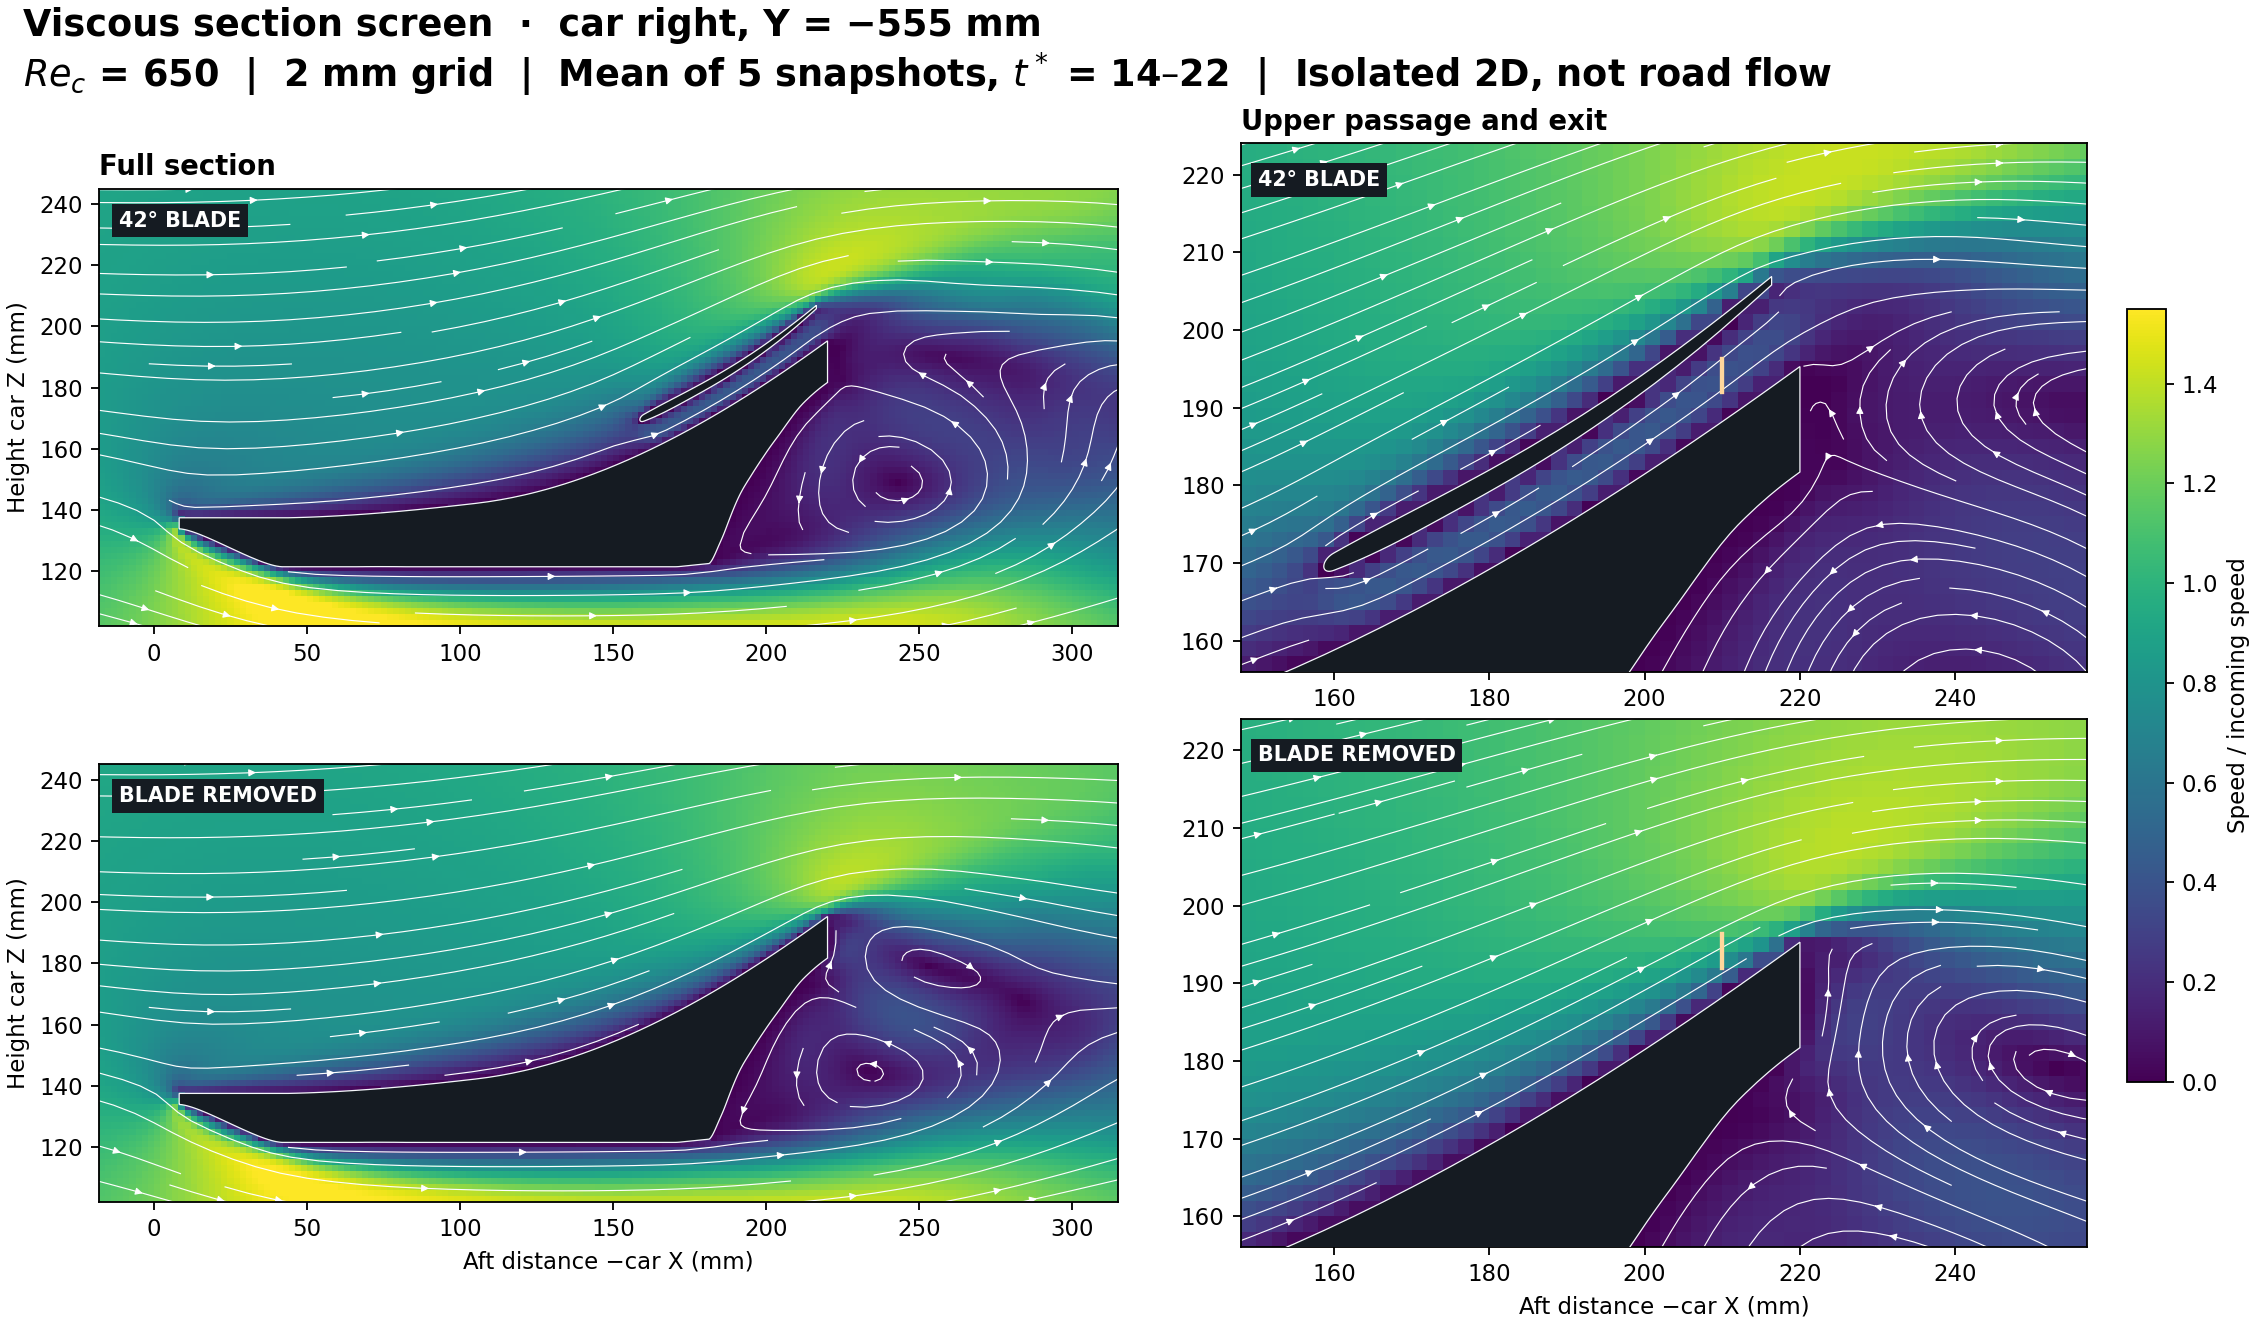 Viscous section screen · car right, Y = −555 mm
Re_c = 650 | 2 mm grid | Mean of 5 snapshots, t* = 14–22 | Isolated 2D, not road flow
Full section
42° BLADE
Height car Z (mm)
240
220
200
180
160
140
120
0 50 100 150 200 250 300
Upper passage and exit
42° BLADE
220
210
200
190
180
170
160
160 180 200 220 240
BLADE REMOVED
Height car Z (mm)
240
220
200
180
160
140
120
0 50 100 150 200 250 300
Aft distance −car X (mm)
BLADE REMOVED
220
210
200
190
180
170
160
160 180 200 220 240
Aft distance −car X (mm)
1.4
1.2
1.0
0.8
0.6
0.4
0.2
0.0
Speed / incoming speed